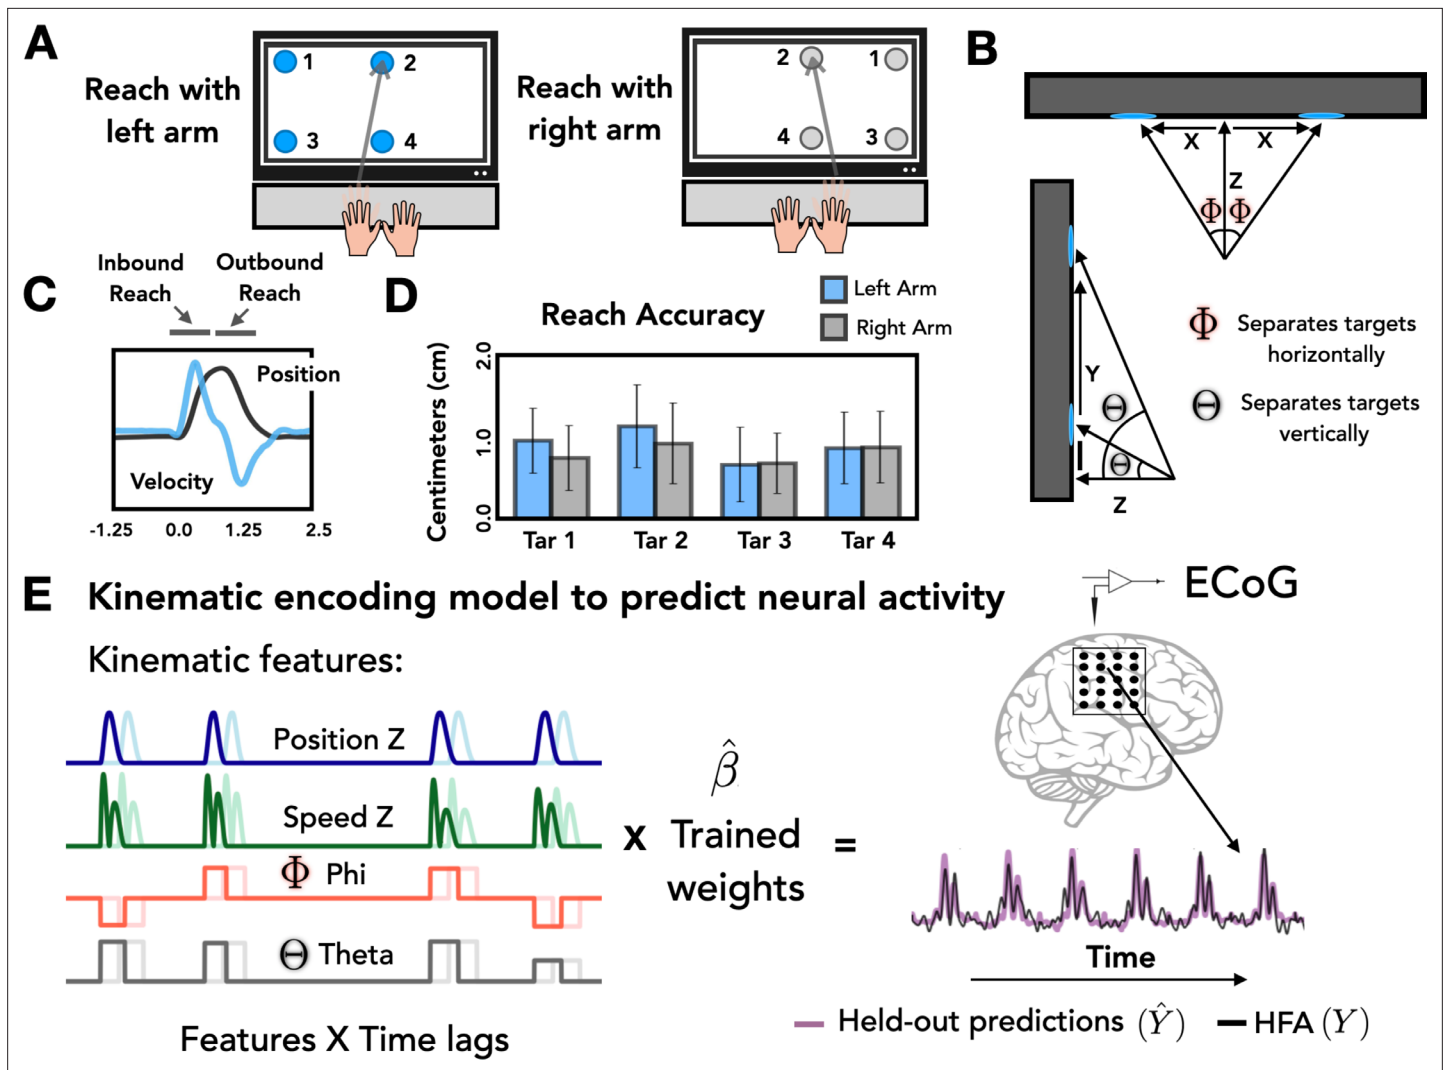 A
Reach with
left arm
1
2
3
4
Reach with
right arm
2
1
4
3
B
X
X
Z
Φ
Φ
Y
Θ
Θ
Z
Φ
Separates targets
horizontally
Θ
Separates targets
vertically
C
Inbound
Reach
Outbound
Reach
Position
Velocity
-1.25
0.0
1.25
2.5
D
Reach Accuracy
Left Arm
Right Arm
Centimeters (cm)
2.0
1.0
0.0
Tar 1
Tar 2
Tar 3
Tar 4
E
Kinematic encoding model to predict neural activity
ECoG
Kinematic features:
Position Z
Speed Z
Φ Phi
Θ Theta
Features X Time lags
X
β̂
Trained
weights
=
Time
Held-out predictions (Ŷ)
HFA (Y)